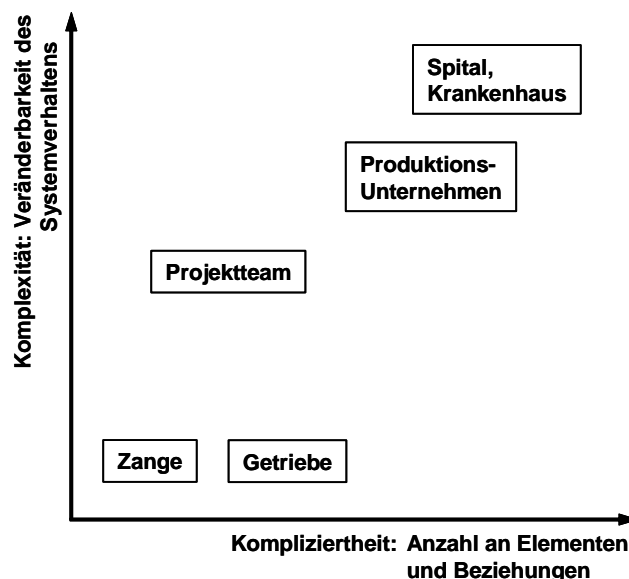 Komplexität: Veränderbarkeit des
Systemverhaltens
Spital,
Krankenhaus
Produktions-
Unternehmen
Projektteam
Zange
Getriebe
Kompliziertheit: Anzahl an Elementen
und Beziehungen